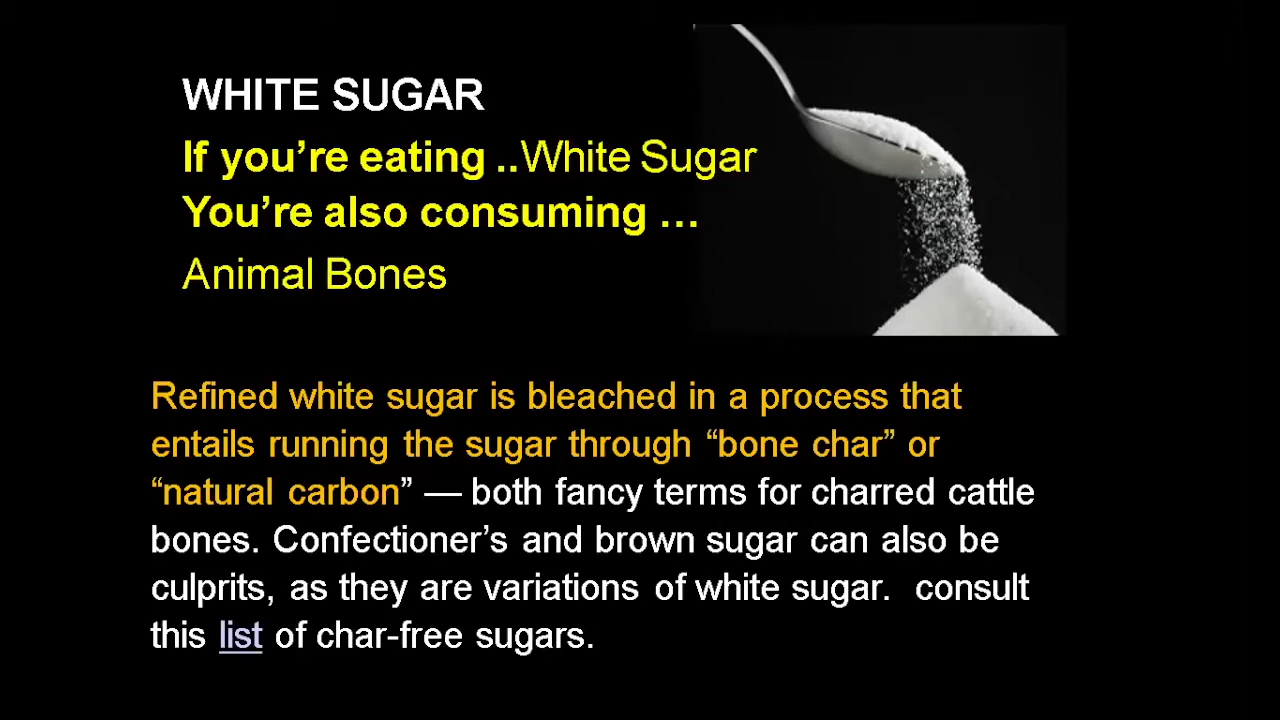 WHITE SUGAR
If you’re eating ..White Sugar
You’re also consuming …
Animal Bones
Refined white sugar is bleached in a process that
entails running the sugar through “bone char” or
“natural carbon” — both fancy terms for charred cattle
bones. Confectioner’s and brown sugar can also be
culprits, as they are variations of white sugar.  consult
this list of char-free sugars.